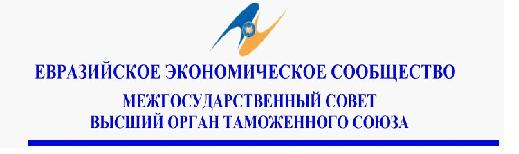 ЕВРАЗИЙСКОЕ ЭКОНОМИЧЕСКОЕ СООБЩЕСТВО
МЕЖГОСУДАРСТВЕННЫЙ СОВЕТ
ВЫСШИЙ ОРГАН ТАМОЖЕННОГО СОЮЗА